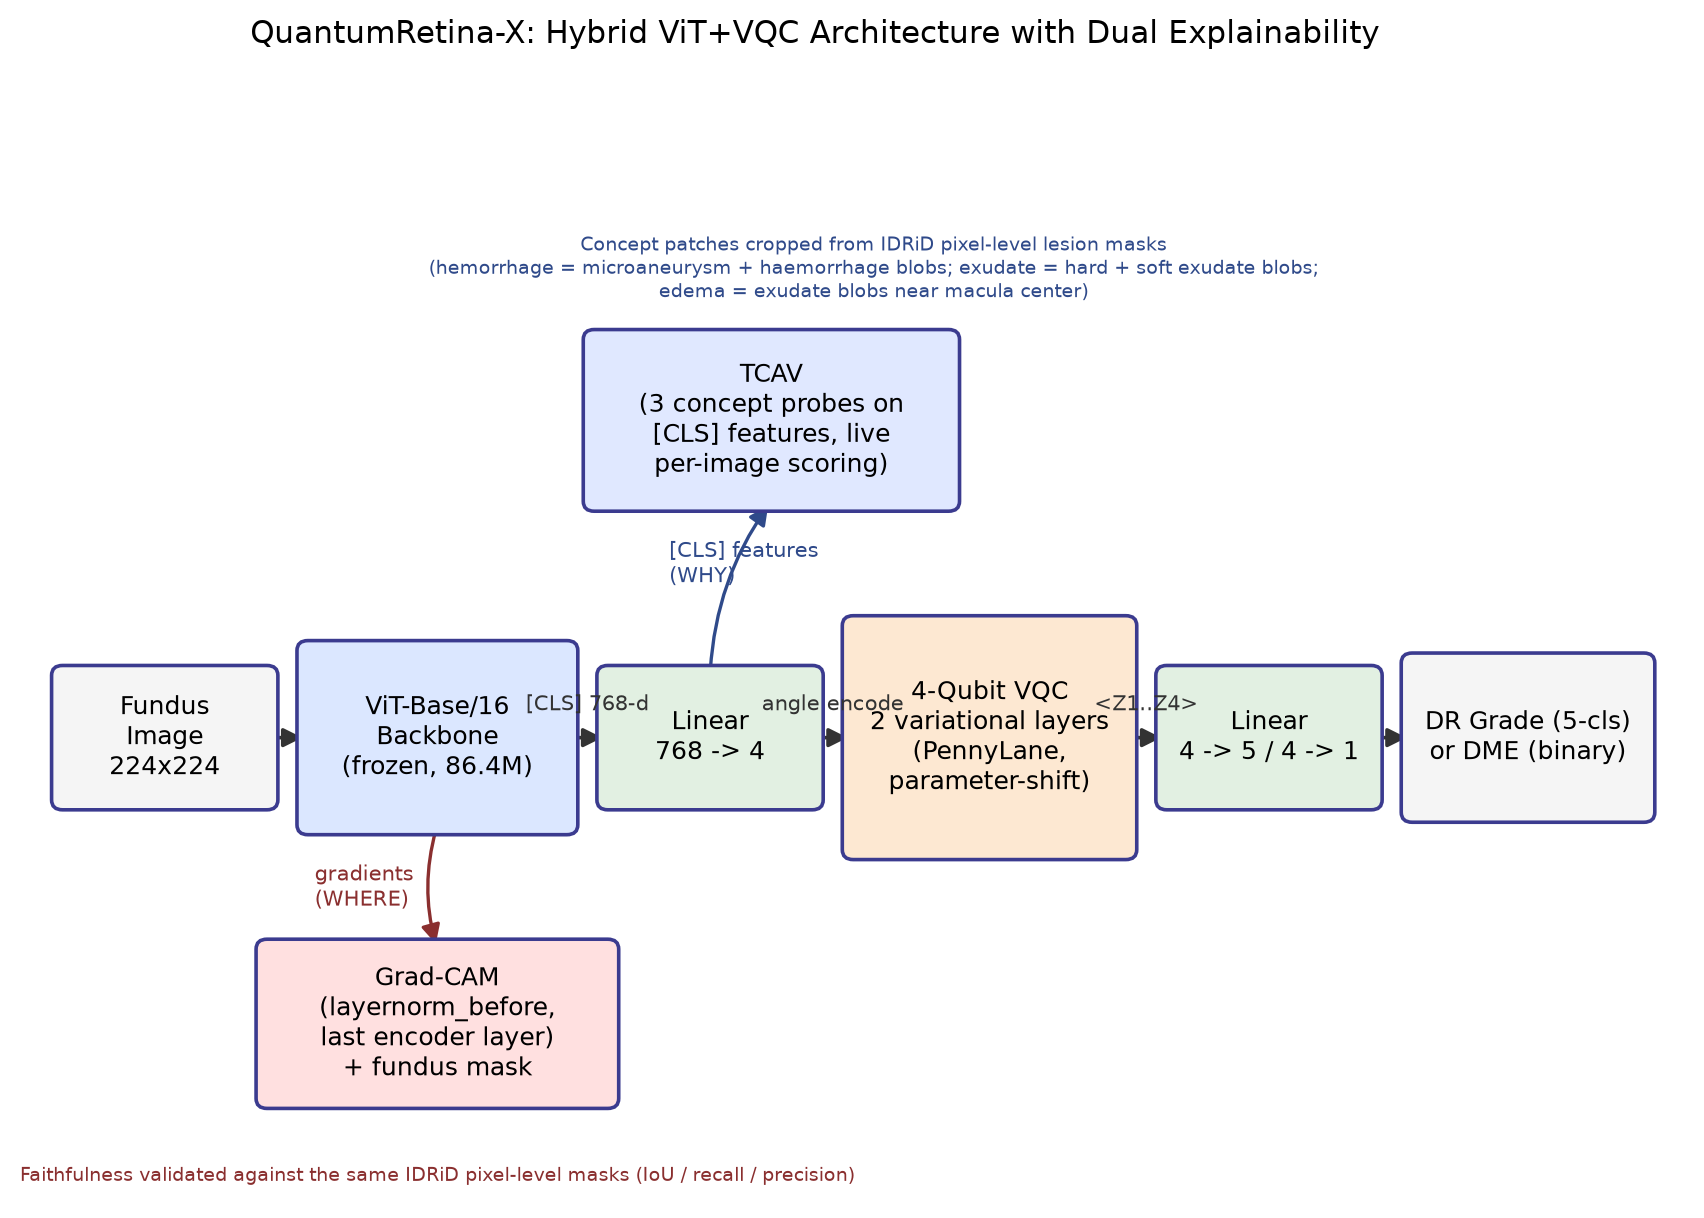 QuantumRetina-X: Hybrid ViT+VQC Architecture with Dual Explainability
Concept patches cropped from IDRiD pixel-level lesion masks
(hemorrhage = microaneurysm + haemorrhage blobs; exudate = hard + soft exudate blobs;
edema = exudate blobs near macula center)
TCAV
(3 concept probes on
[CLS] features, live
per-image scoring)
[CLS] features
(WHY)
Fundus
Image
224x224
ViT-Base/16
Backbone
(frozen, 86.4M)
[CLS] 768-d
Linear
768 -> 4
angle encode
4-Qubit VQC
2 variational layers
(PennyLane,
parameter-shift)
<Z1..Z4>
Linear
4 -> 5 / 4 -> 1
DR Grade (5-cls)
or DME (binary)
gradients
(WHERE)
Grad-CAM
(layernorm_before,
last encoder layer)
+ fundus mask
Faithfulness validated against the same IDRiD pixel-level masks (IoU / recall / precision)